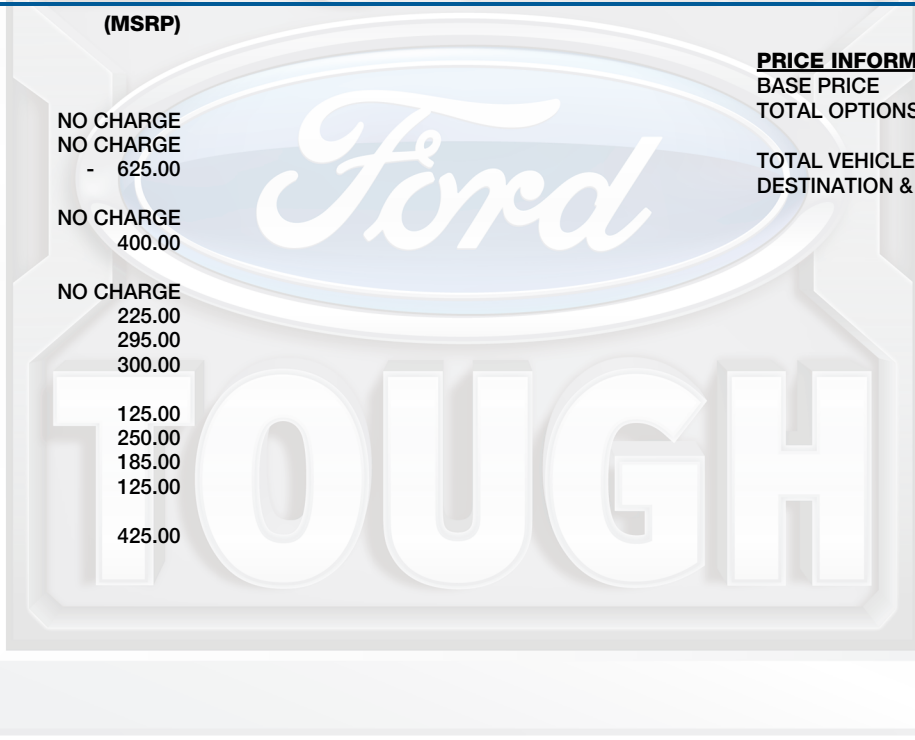 (MSRP)
NO CHARGE
NO CHARGE
- 625.00
NO CHARGE
400.00
NO CHARGE
225.00
295.00
300.00
125.00
250.00
185.00
125.00
425.00
PRICE INFORM
BASE PRICE
TOTAL OPTIONS
TOTAL VEHICLE
DESTINATION &
Ford
TOUGH